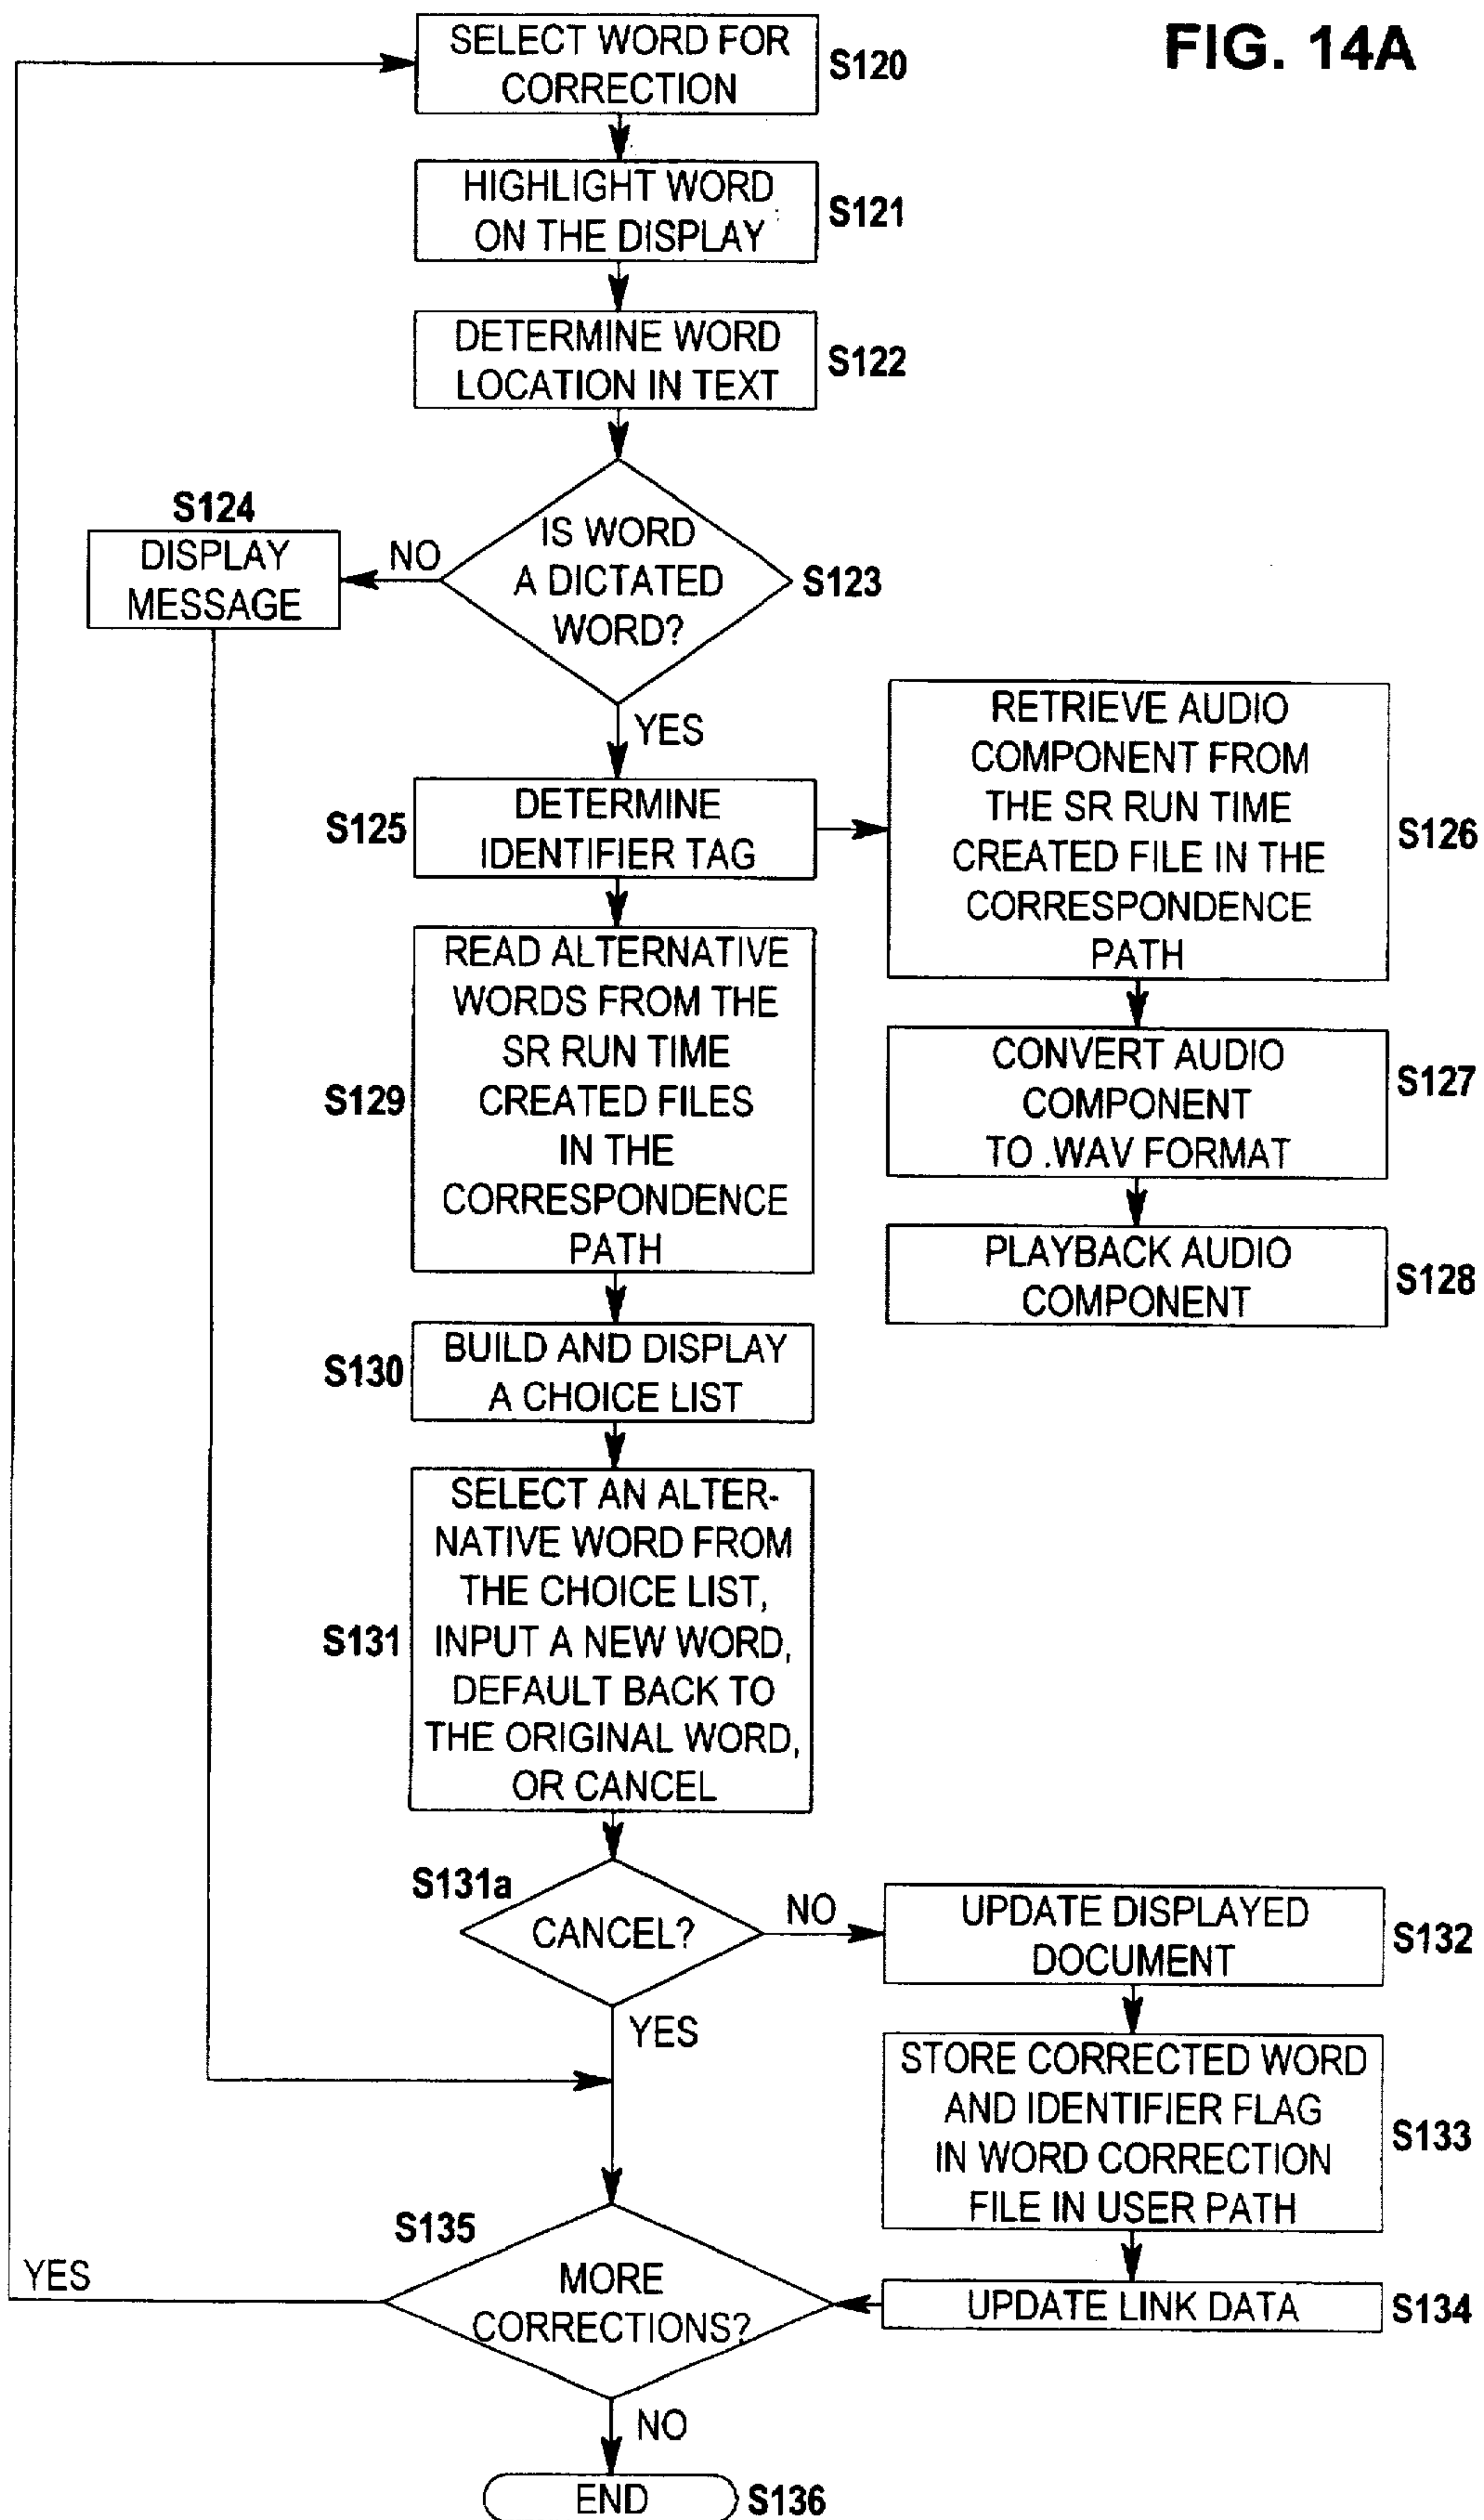 FIG. 14A
SELECT WORD FOR
CORRECTION
S120
HIGHLIGHT WORD
ON THE DISPLAY
S121
DETERMINE WORD
LOCATION IN TEXT
S122
IS WORD
A DICTATED
WORD?
S123
NO
S124
DISPLAY
MESSAGE
YES
S125
DETERMINE
IDENTIFIER TAG
RETRIEVE AUDIO
COMPONENT FROM
THE SR RUN TIME
CREATED FILE IN THE
CORRESPONDENCE
PATH
S126
CONVERT AUDIO
COMPONENT
TO .WAV FORMAT
S127
PLAYBACK AUDIO
COMPONENT
S128
S129
READ ALTERNATIVE
WORDS FROM THE
SR RUN TIME
CREATED FILES
IN THE
CORRESPONDENCE
PATH
S130
BUILD AND DISPLAY
A CHOICE LIST
S131
SELECT AN ALTER-
NATIVE WORD FROM
THE CHOICE LIST,
INPUT A NEW WORD,
DEFAULT BACK TO
THE ORIGINAL WORD,
OR CANCEL
S131a
CANCEL?
NO
UPDATE DISPLAYED
DOCUMENT
S132
YES
STORE CORRECTED WORD
AND IDENTIFIER FLAG
IN WORD CORRECTION
FILE IN USER PATH
S133
UPDATE LINK DATA
S134
S135
MORE
CORRECTIONS?
YES
NO
END
S136